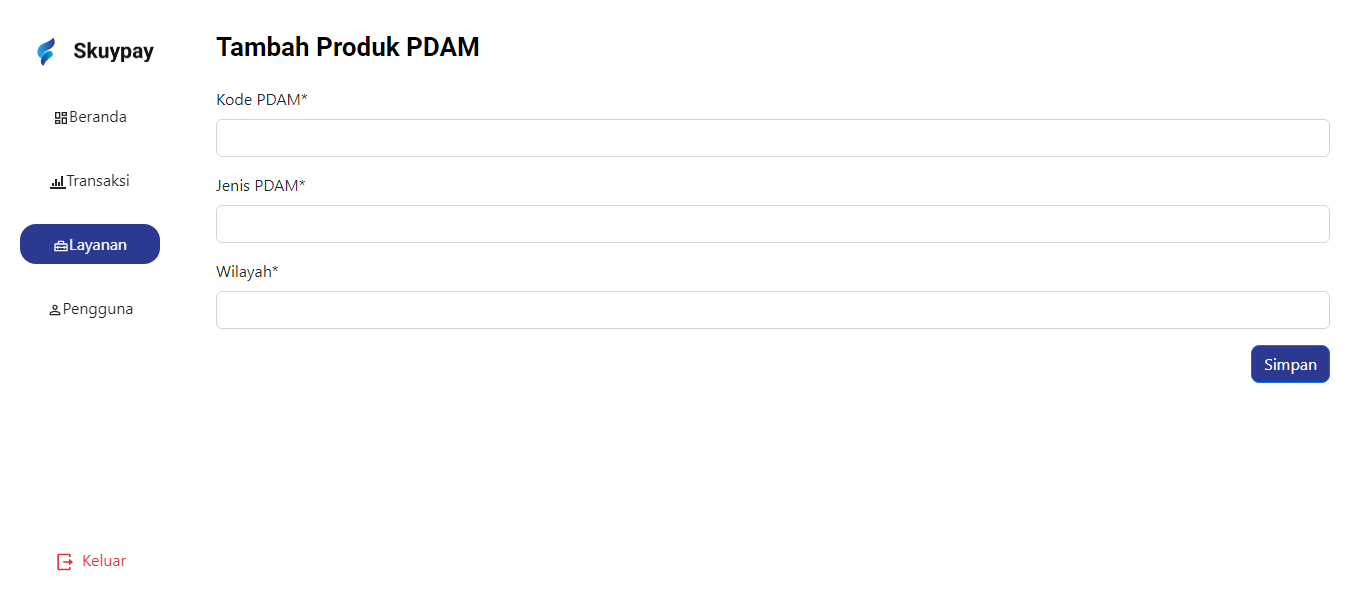 Skuypay
Beranda
Transaksi
Layanan
Pengguna
Keluar
Tambah Produk PDAM
Kode PDAM*
Jenis PDAM*
Wilayah*
Simpan